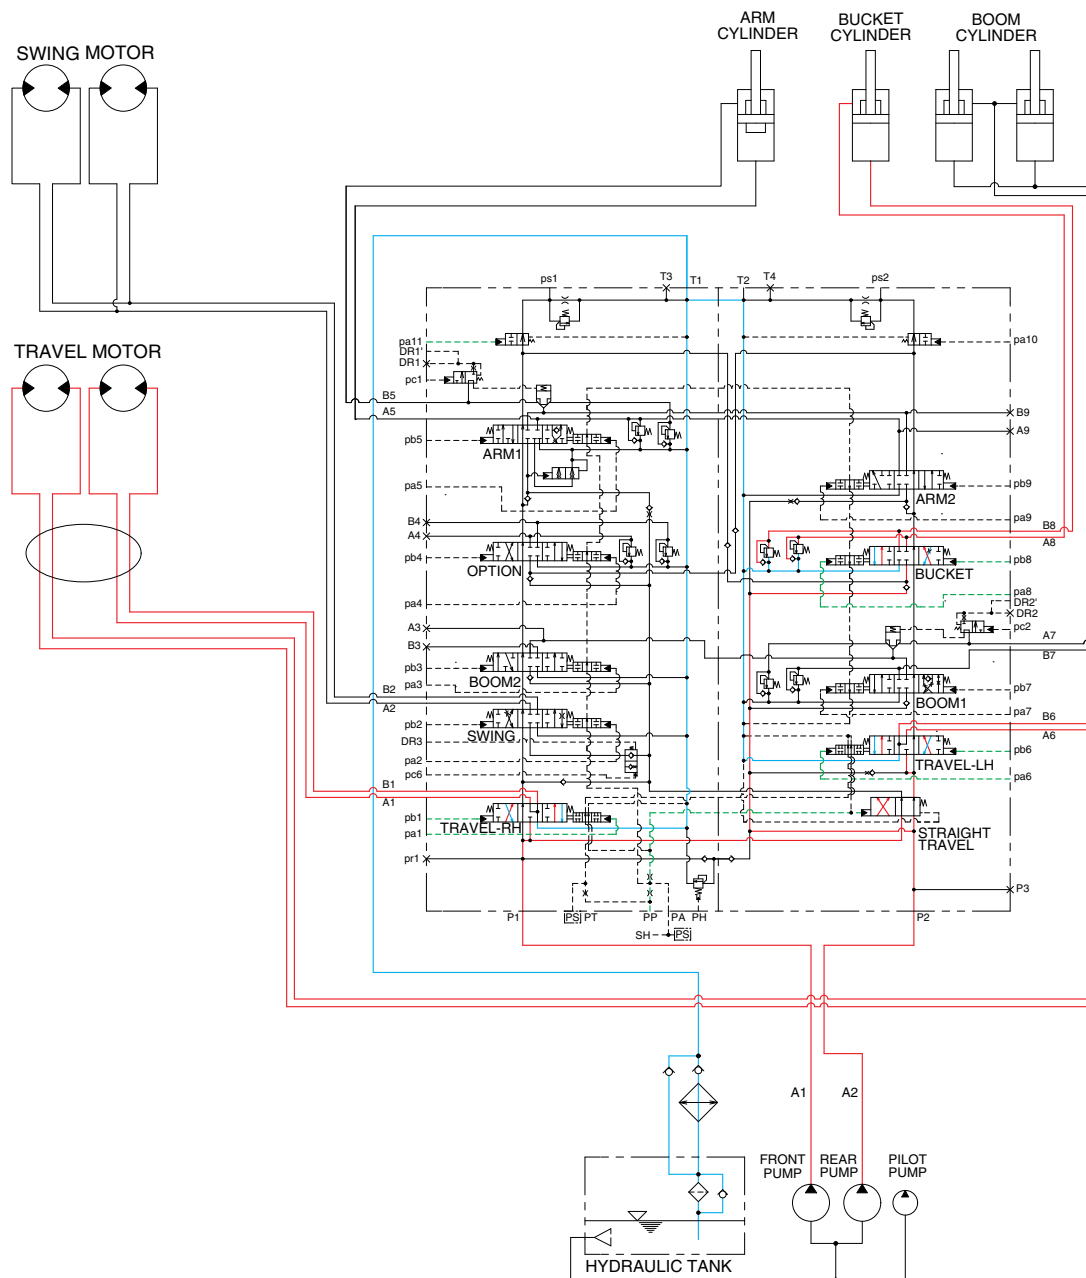 ARM
CYLINDER
BUCKET
CYLINDER
BOOM
CYLINDER
SWING MOTOR
TRAVEL MOTOR
ps1
T3
T1
T2
T4
ps2
pa11
DR1'
DR1
pc1
B5
A5
pb5
ARM1
pa5
B4
A4
pb4
OPTION
pa4
A3
B3
pb3
BOOM2
pa3
B2
A2
pb2
SWING
DR3
pa2
pc6
B1
A1
pb1
TRAVEL-RH
pa1
pr1
pa10
B9
A9
pb9
ARM2
pa9
B8
A8
pb8
BUCKET
pa8
DR2'
DR2
pc2
A7
B7
pb7
BOOM1
pa7
B6
A6
pb6
TRAVEL-LH
pa6
STRAIGHT
TRAVEL
P3
P1
PS
PT
PP
PA
PH
P2
SH
PS
A1
A2
FRONT
PUMP
REAR
PUMP
PILOT
PUMP
HYDRAULIC TANK